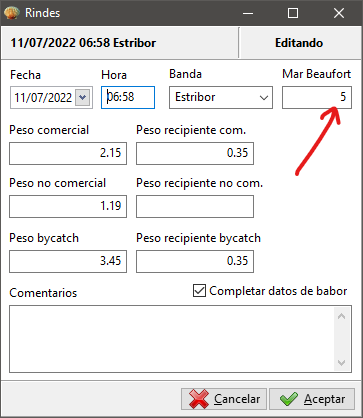 Rindes
11/07/2022 06:58 Estribor Editando
Fecha Hora Banda Mar Beaufort
11/07/2022 06:58 Estribor 5
Peso comercial Peso recipiente com.
2.15 0.35
Peso no comercial Peso recipiente no com.
1.19
Peso bycatch Peso recipiente bycatch
3.45 0.35
Comentarios Completar datos de babor
Cancelar Aceptar